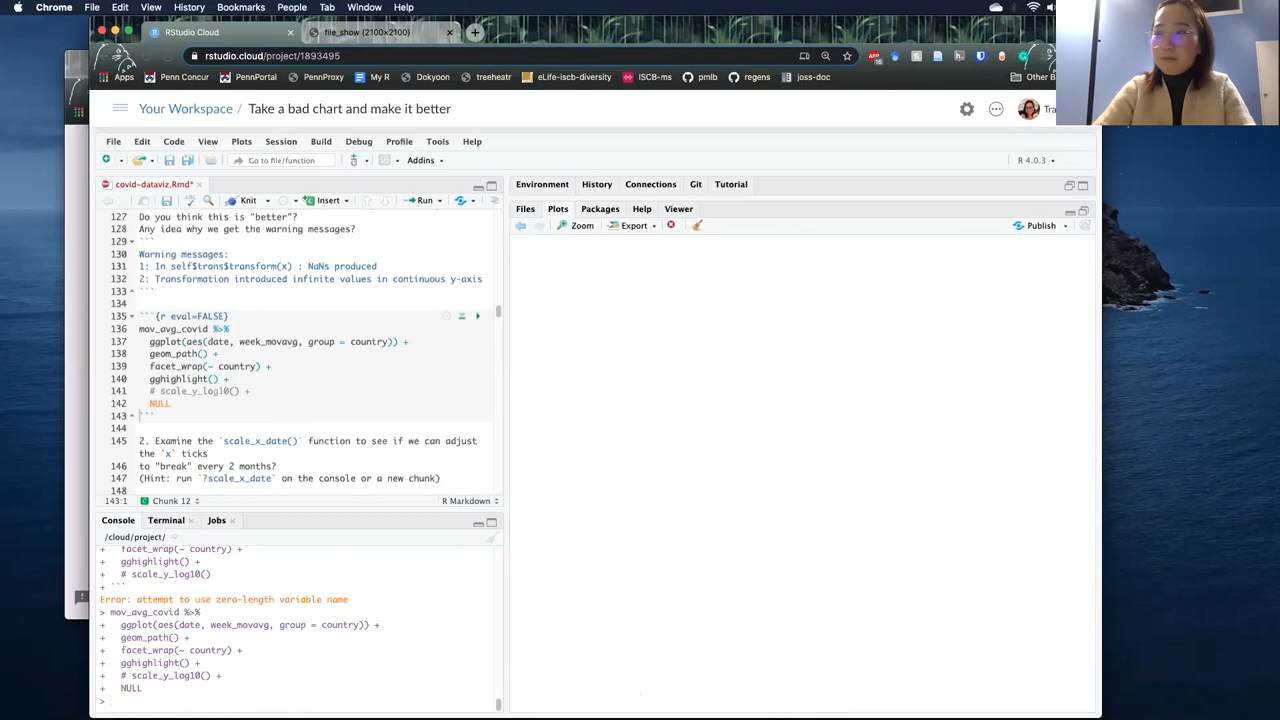 Chrome File Edit View History Bookmarks People Tab Window Help
RStudio Cloud × file_show (2100×2100) × +
rstudio.cloud/project/1893495
Apps Penn Concur PennPortal PennProxy My R Dokyoon treeheatr eLife-iscb-diversity ISCB-ms pmlb regens joss-doc Other B
Your Workspace / Take a bad chart and make it better
File Edit Code View Plots Session Build Debug Profile Tools Help
Go to file/function Addins R 4.0.3
covid-dataviz.Rmd*
Knit Insert Run
127 Do you think this is "better"?
128 Any idea why we get the warning messages?
129 ```
130 Warning messages:
131 1: In self$trans$transform(x) : NaNs produced
132 2: Transformation introduced infinite values in continuous y-axis
133 ```
134
135 ```{r eval=FALSE}
136 mov_avg_covid %>%
137 ggplot(aes(date, week_movavg, group = country)) +
138 geom_path() +
139 facet_wrap(~ country) +
140 gghighlight() +
141 # scale_y_log10() +
142 NULL
143 ```
144
145 2. Examine the `scale_x_date()` function to see if we can adjust
the `x` ticks
146 to "break" every 2 months?
147 (Hint: run `?scale_x_date` on the console or a new chunk)
148
143:1 Chunk 12 R Markdown
Console Terminal × Jobs ×
/cloud/project/
+ facet_wrap(~ country) +
+ gghighlight() +
+ # scale_y_log10()
+ ```
Error: attempt to use zero-length variable name
> mov_avg_covid %>%
+ ggplot(aes(date, week_movavg, group = country)) +
+ geom_path() +
+ facet_wrap(~ country) +
+ gghighlight() +
+ # scale_y_log10() +
+ NULL
>
Environment History Connections Git Tutorial
Files Plots Packages Help Viewer
Zoom Export Publish